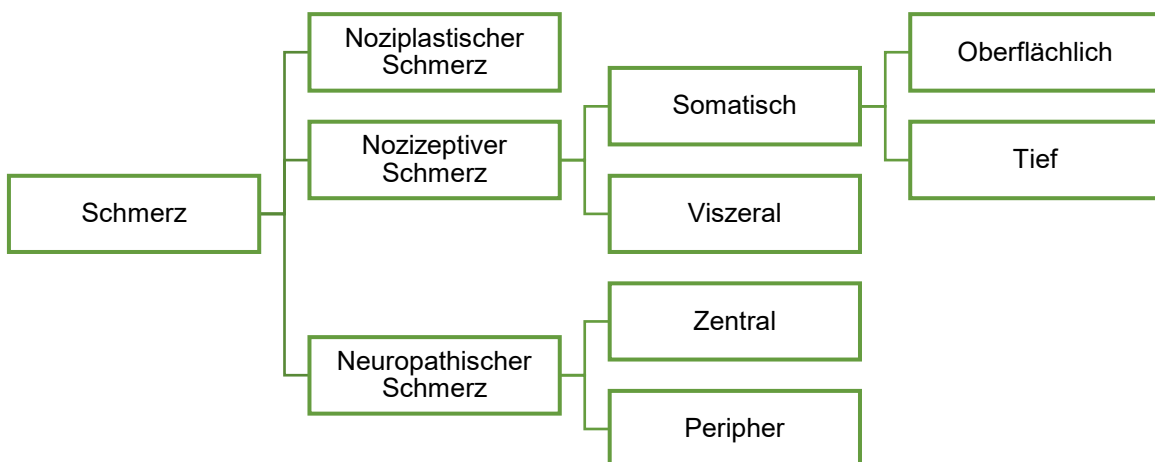 Schmerz
Noziplastischer
Schmerz
Nozizeptiver
Schmerz
Somatisch
Oberflächlich
Tief
Viszeral
Neuropathischer
Schmerz
Zentral
Peripher